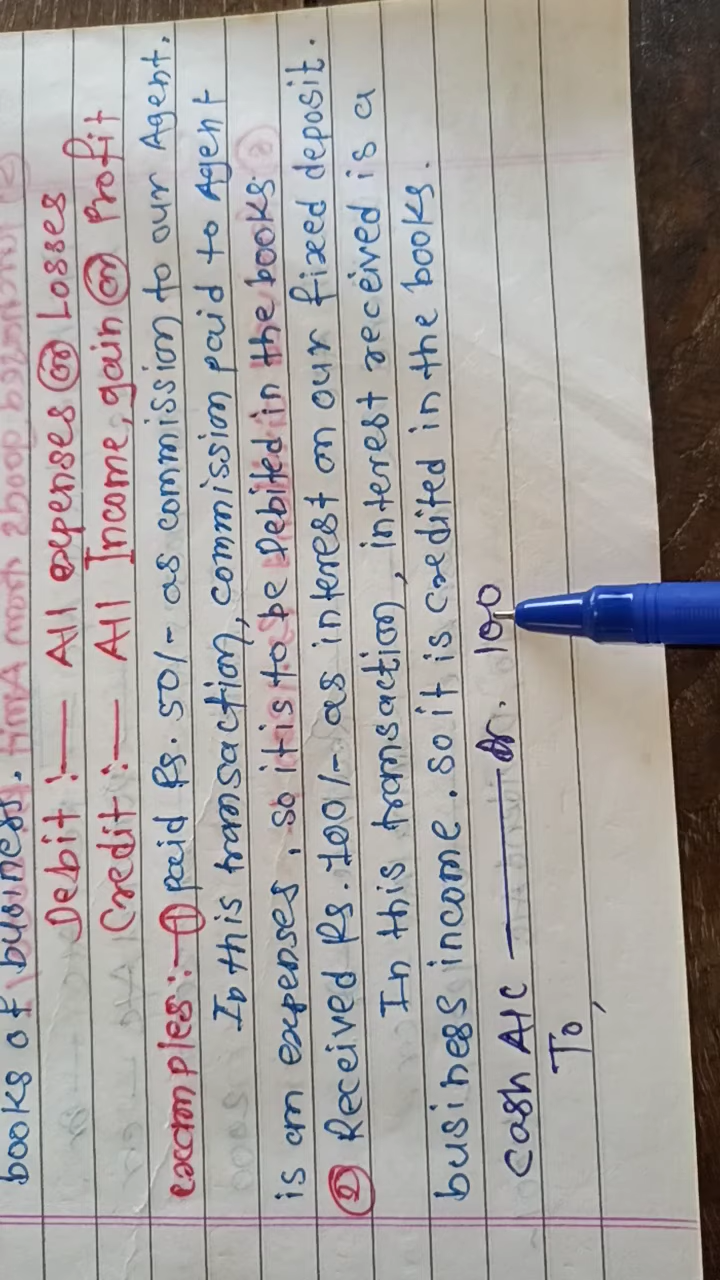 books of business.
Debit :— All expenses or Losses
Credit :— All Income, gain or Profit
examples :- ① paid Rs. 50/- as commission to our Agent.
In this transaction, commission paid to Agent
is an expenses, so it is to be Debited in the books.
② Received Rs. 100/- as interest on our fixed deposit.
In this transaction, interest received is a
business income. so it is credited in the books.
Cash A/C —— Dr. 100
To,